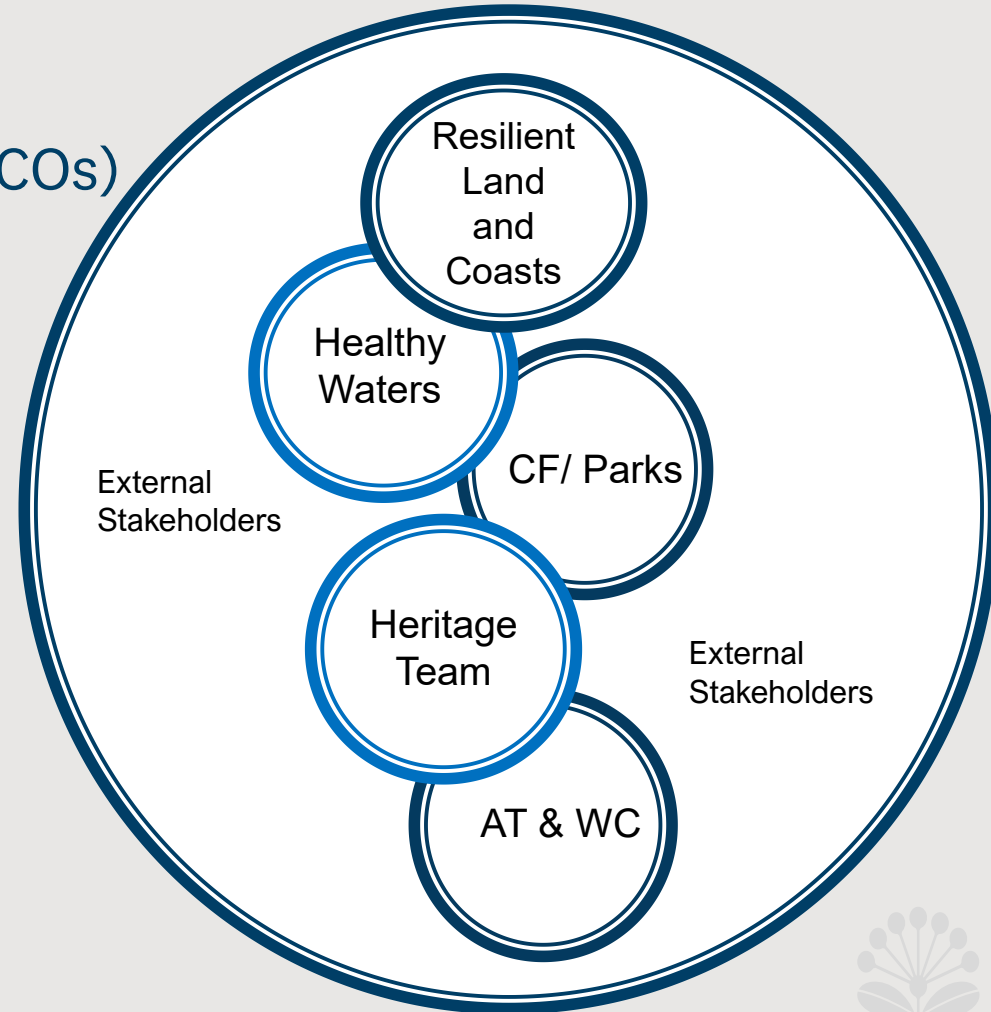 COs)
Resilient
Land
and
Coasts
Healthy
Waters
CF/ Parks
External
Stakeholders
Heritage
Team
External
Stakeholders
AT & WC